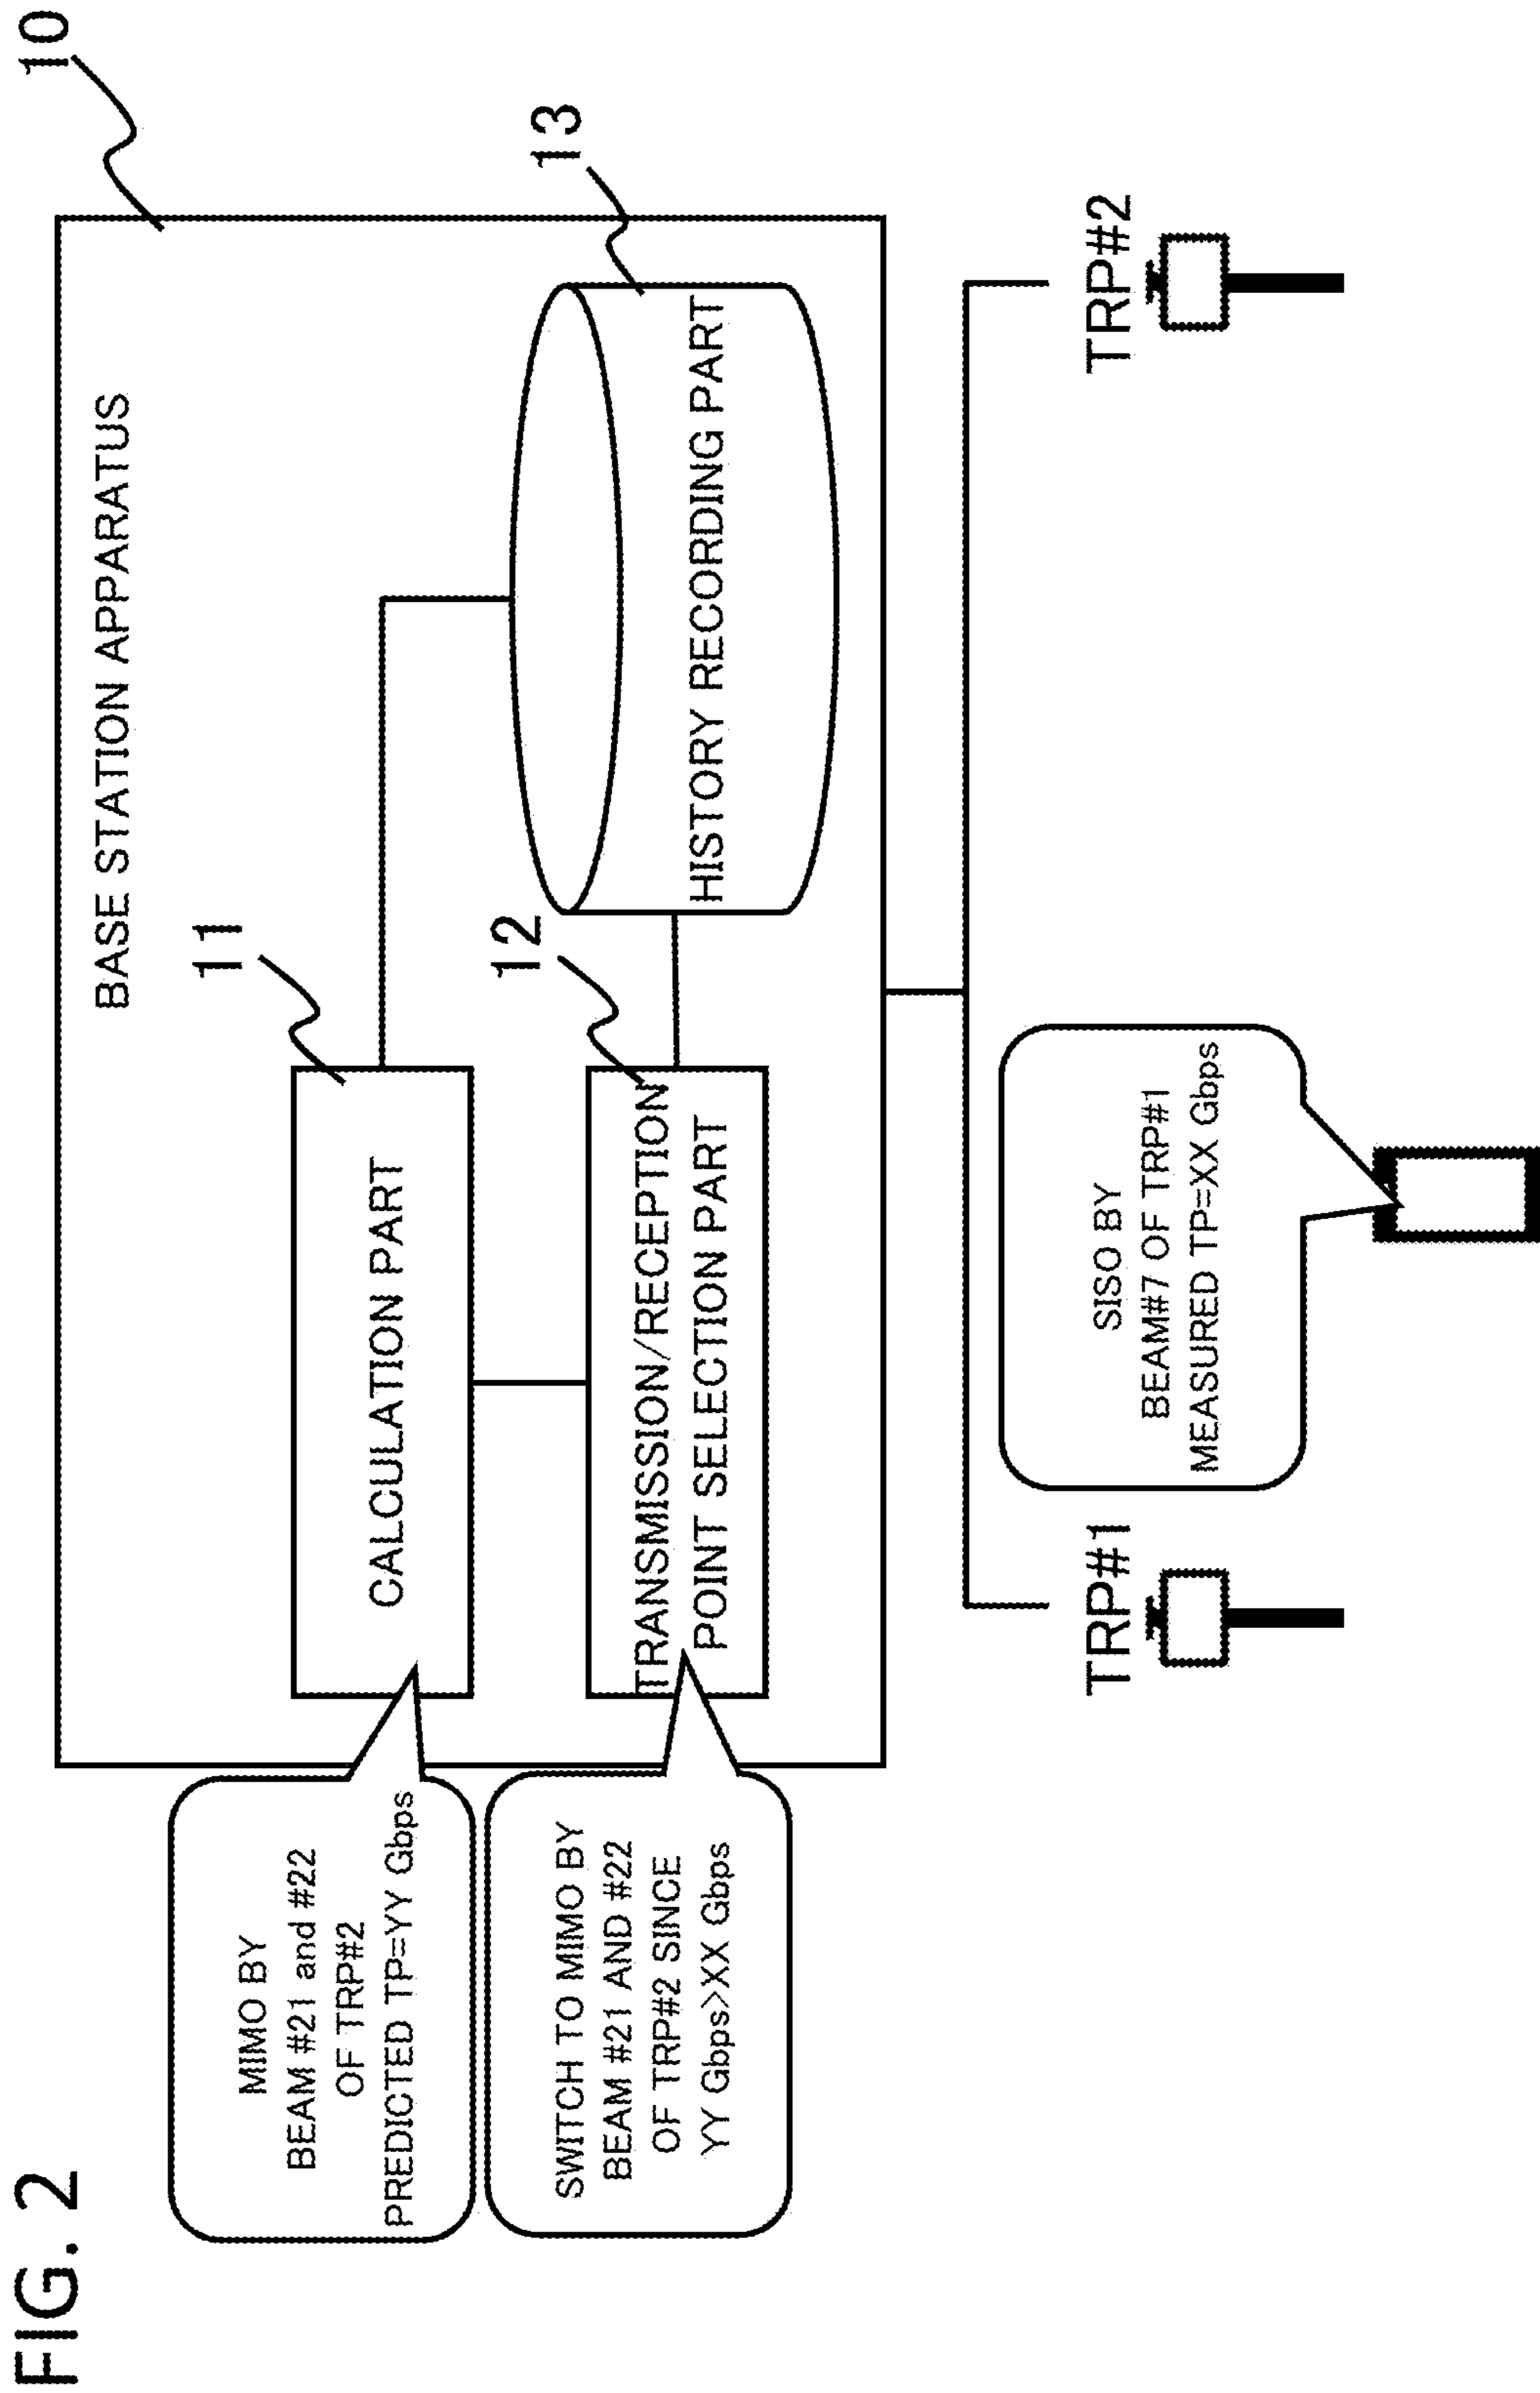 FIG. 2
10
BASE STATION APPARATUS
11
CALCULATION PART
MIMO BY
BEAM #21 and #22
OF TRP#2
PREDICTED TP=YY Gbps
12
TRANSMISSION/RECEPTION
POINT SELECTION PART
SWITCH TO MIMO BY
BEAM #21 AND #22
OF TRP#2 SINCE
YY Gbps>XX Gbps
13
HISTORY RECORDING PART
TRP#1
SISO BY
BEAM#7 OF TRP#1
MEASURED TP=XX Gbps
TRP#2